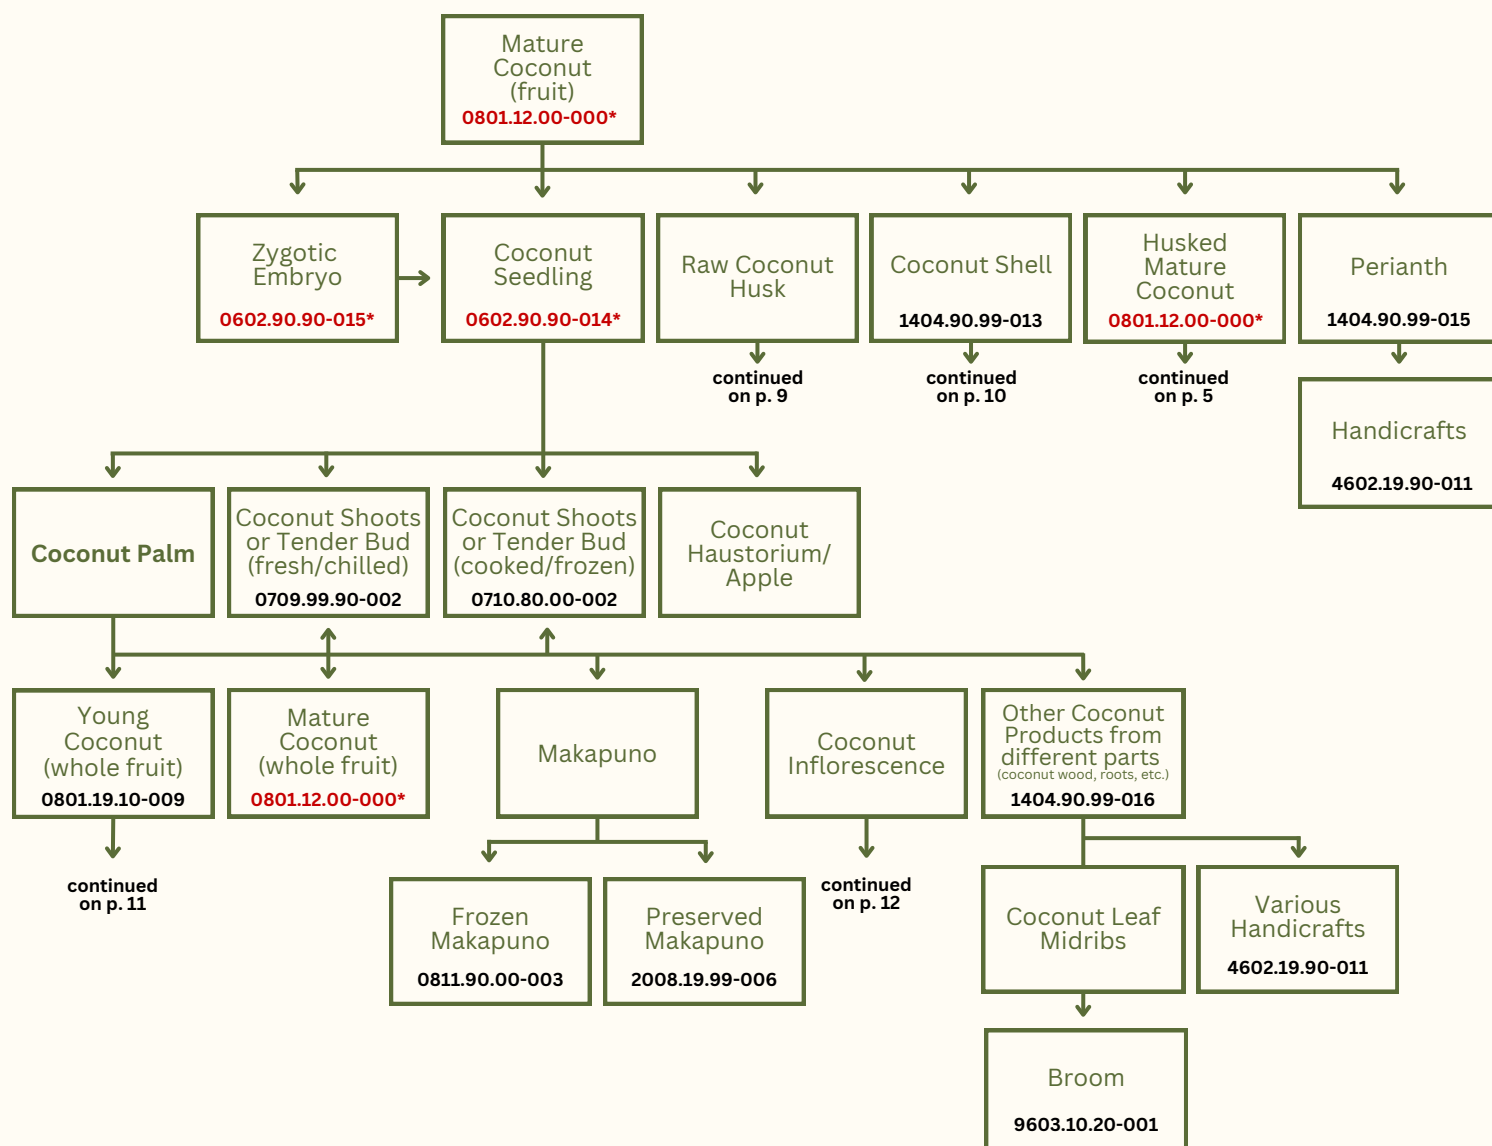 Mature
Coconut
(fruit)
0801.12.00-000*
Zygotic
Embryo
0602.90.90-015*
Coconut
Seedling
0602.90.90-014*
Raw Coconut
Husk
Coconut Shell
1404.90.99-013
Husked
Mature
Coconut
0801.12.00-000*
Perianth
1404.90.99-015
continued
on p. 9
continued
on p. 10
continued
on p. 5
Handicrafts
4602.19.90-011
Coconut Palm
Coconut Shoots
or Tender Bud
(fresh/chilled)
0709.99.90-002
Coconut Shoots
or Tender Bud
(cooked/frozen)
0710.80.00-002
Coconut
Haustorium/
Apple
Young
Coconut
(whole fruit)
0801.19.10-009
Mature
Coconut
(whole fruit)
0801.12.00-000*
Makapuno
Coconut
Inflorescence
Other Coconut
Products from
different parts
(coconut wood, roots, etc.)
1404.90.99-016
continued
on p. 11
Frozen
Makapuno
0811.90.00-003
Preserved
Makapuno
2008.19.99-006
continued
on p. 12
Coconut Leaf
Midribs
Various
Handicrafts
4602.19.90-011
Broom
9603.10.20-001